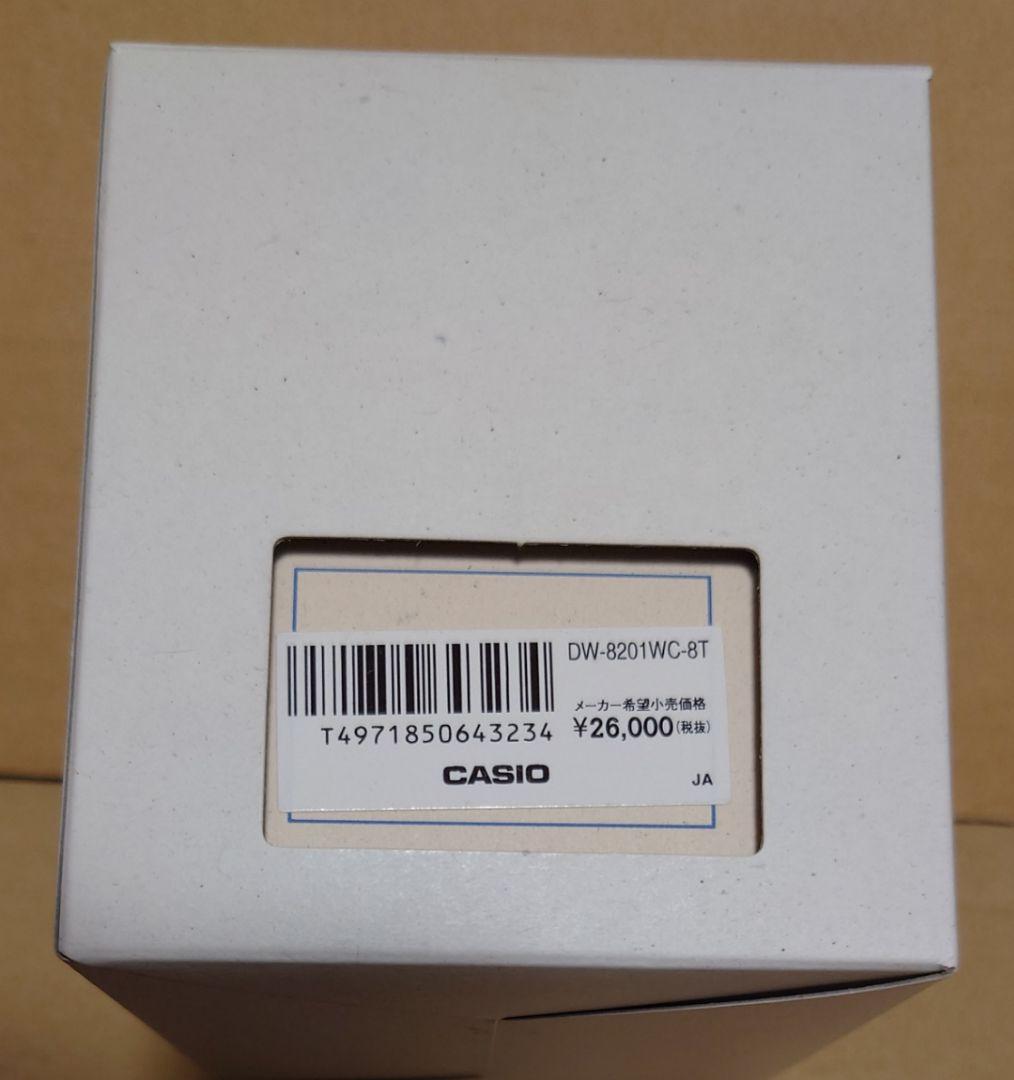 DW-8201WC-8T
メーカー希望小売価格
T4971850643234
¥26,000(税抜)
CASIO
JA